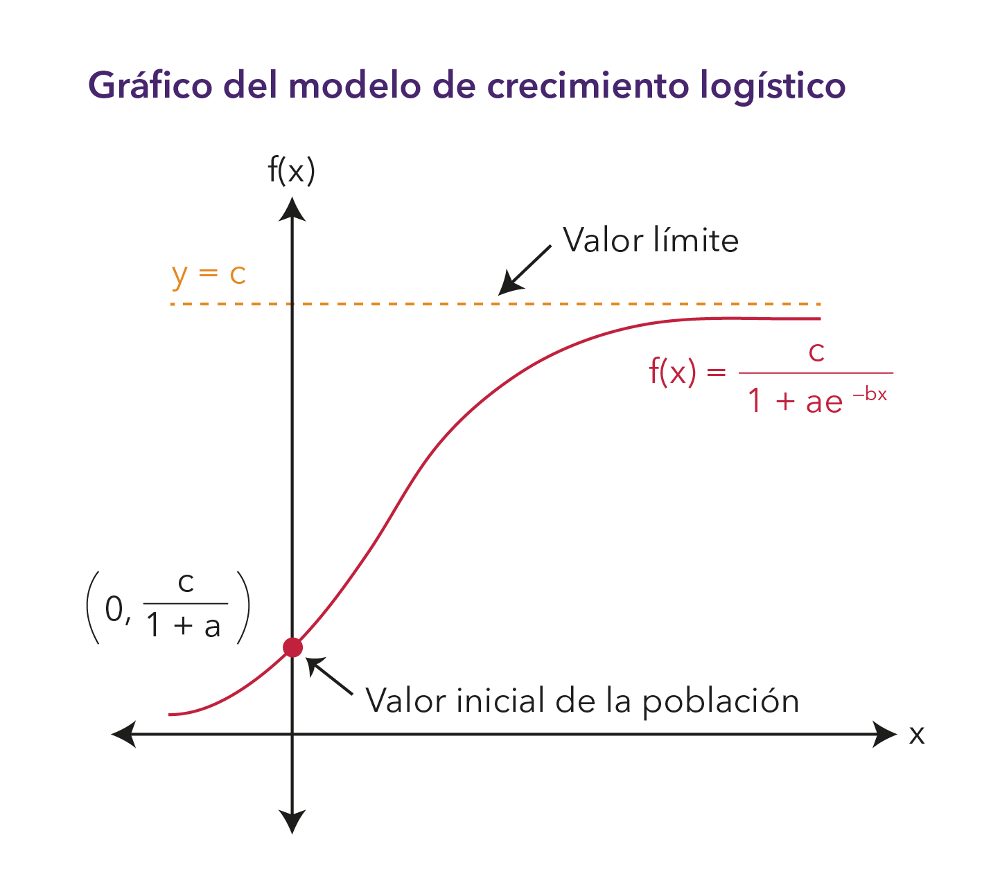 Gráfico del modelo de crecimiento logístico
f(x)
Valor límite
y = c
f(x) = c / 1 + ae^–bx
(0, c / 1 + a)
Valor inicial de la población
x